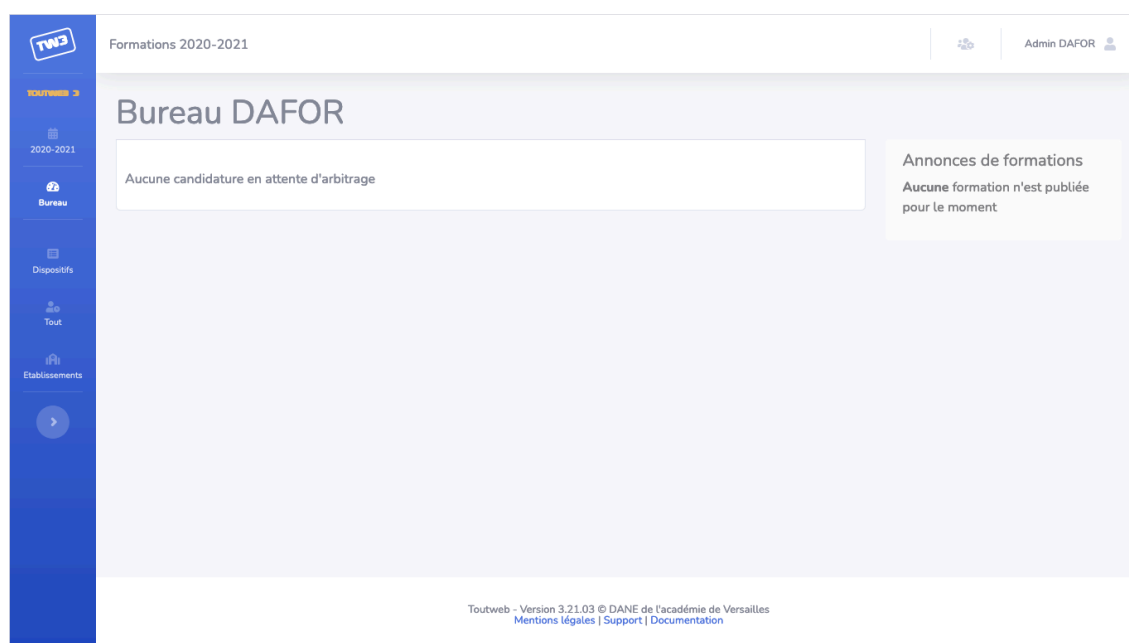 TW3
Formations 2020-2021
Admin DAFOR
TOUTWEB 3
2020-2021
Bureau
Dispositifs
Tout
Etablissements
Bureau DAFOR
Aucune candidature en attente d'arbitrage
Annonces de formations
Aucune formation n'est publiée
pour le moment
Toutweb - Version 3.21.03 © DANE de l'académie de Versailles
Mentions légales | Support | Documentation